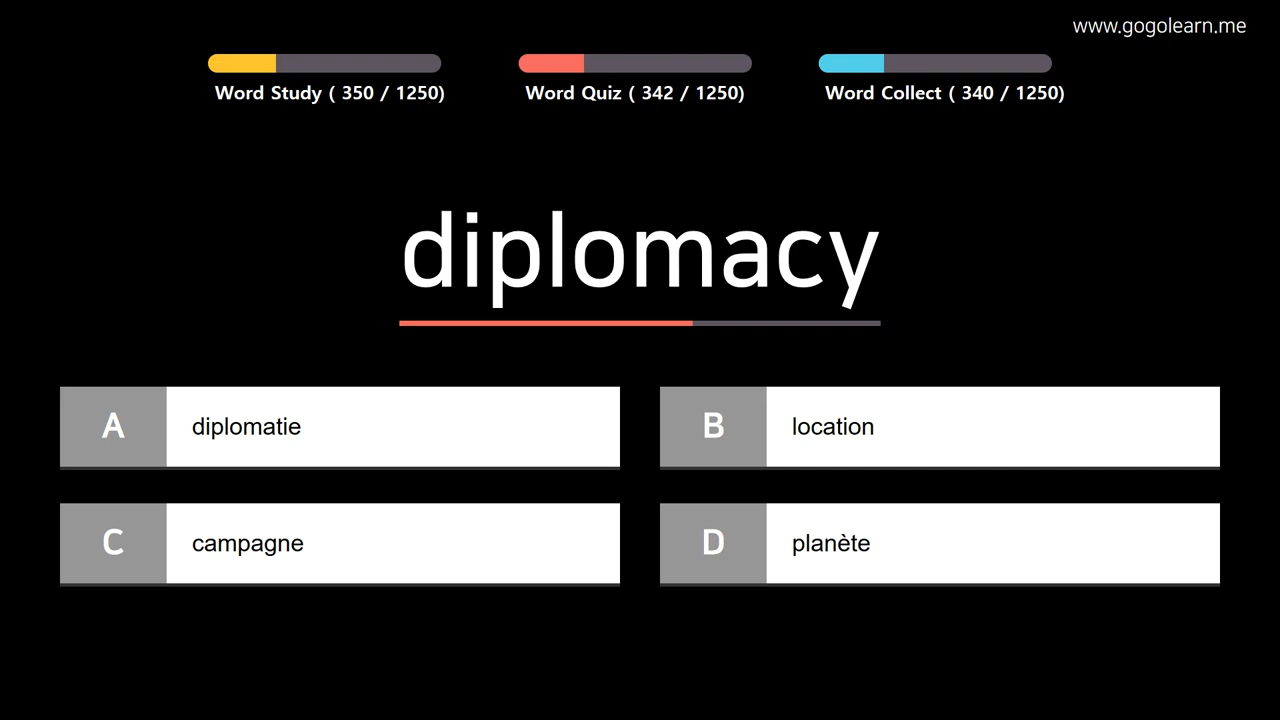 www.gogolearn.me
Word Study ( 350 / 1250)
Word Quiz ( 342 / 1250)
Word Collect ( 340 / 1250)
diplomacy
A diplomatie
B location
C campagne
D planète